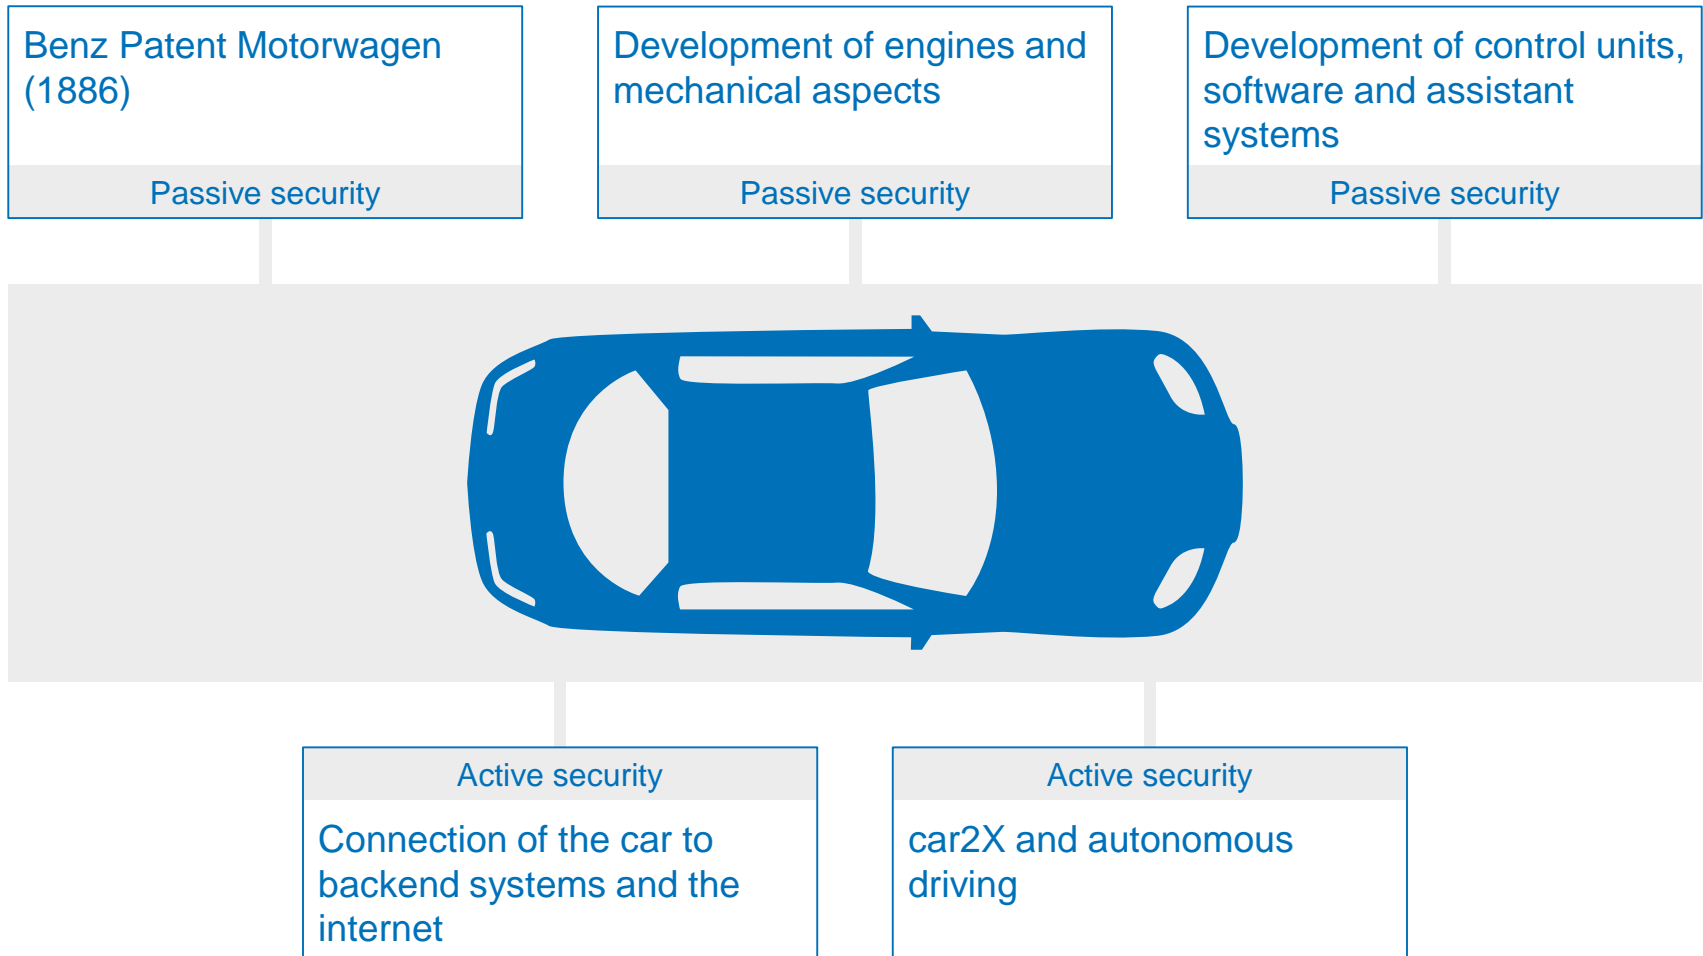 Benz Patent Motorwagen
(1886)
Passive security
Development of engines and
mechanical aspects
Passive security
Development of control units,
software and assistant
systems
Passive security
Active security
Connection of the car to
backend systems and the
internet
Active security
car2X and autonomous
driving